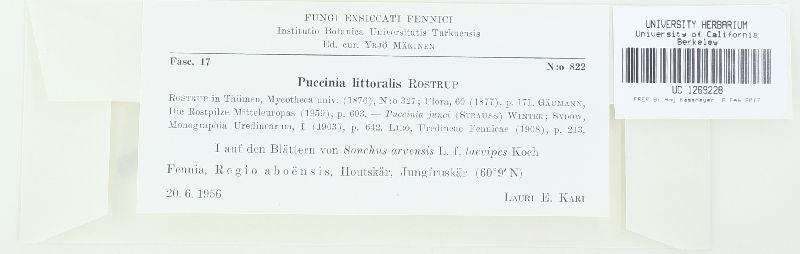 FUNGI EXSICCATI FENNICI
Institutio Botanica Universitatis Turkuensis
Ed. cur. YRJÖ MÄKINEN
Fasc. 17 N:o 822
Puccinia littoralis ROSTRUP
ROSTRUP in Thümen, Mycotheca univ. (1876), N:o 327; Flora, 60 (1877), p. 171. GÄUMANN,
Die Rostpilze Mitteleuropas (1959), p. 603. — Puccinia junci (STRAUSS) WINTER; SYDOW,
Monographia Uredinearum, I (1903), p. 642. LIRO, Uredineae Fennicae (1908), p. 213.
I auf den Blättern von Sonchus arvensis L. f. laevipes Koch
Fennia, Regio aboënsis, Houtskär, Jungfruskär (60°9' N)
20. 6. 1956 LAURI E. KARI
UNIVERSITY HERBARIUM
University of California
Berkeley
UC 1269228
PREP BY: 2017